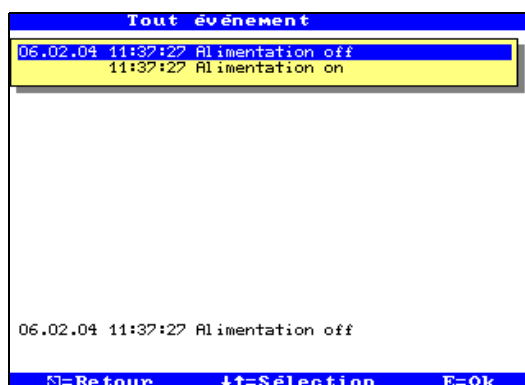 Tout événement
06.02.04 11:37:27 Alimentation off
11:37:27 Alimentation on
06.02.04 11:37:27 Alimentation off
=Retour ↓↑=Sélection E=Ok